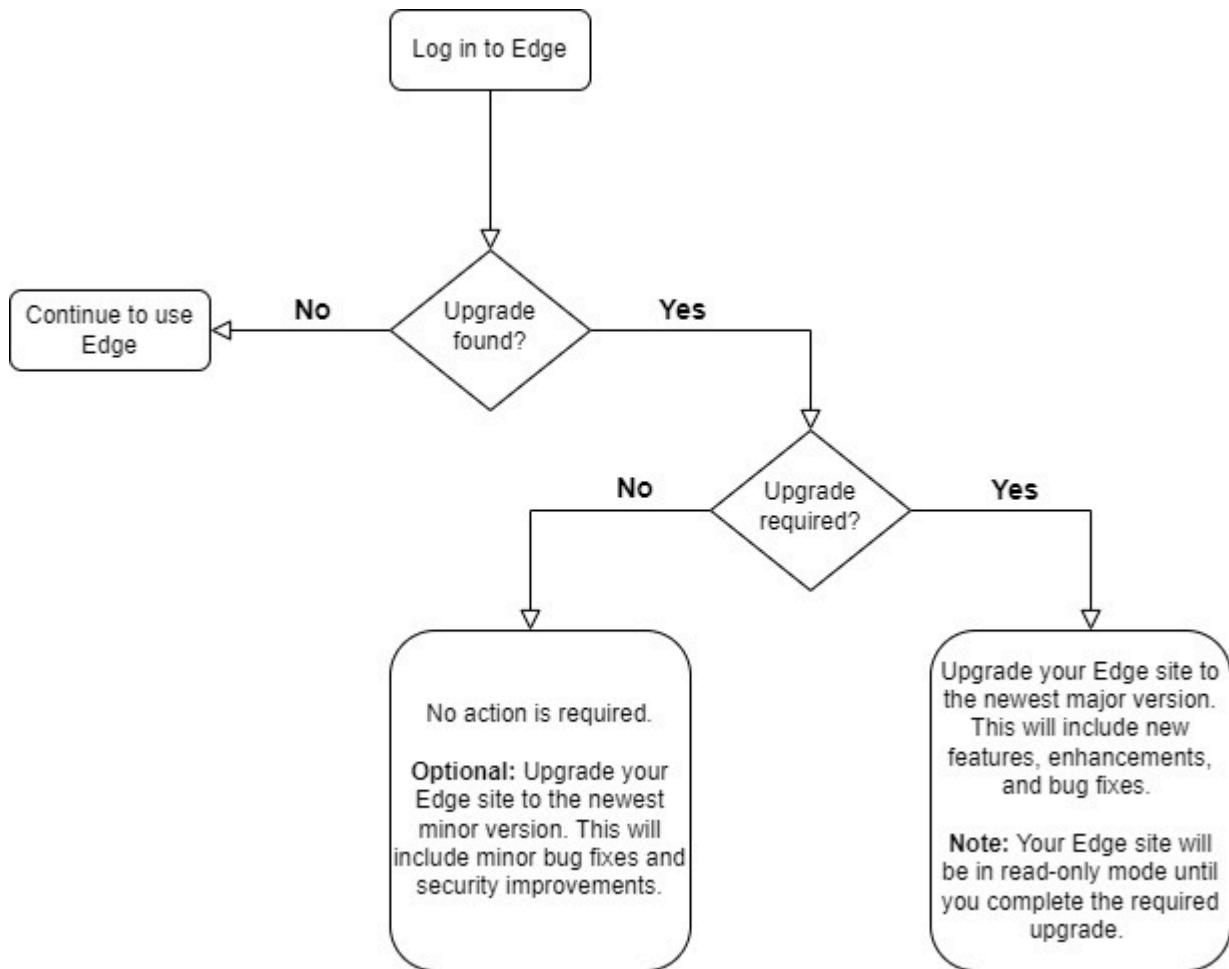 Log in to Edge
Upgrade
found?
No
Yes
Continue to use
Edge
Upgrade
required?
No
Yes
No action is required.
Optional: Upgrade your
Edge site to the newest
minor version. This will
include minor bug fixes and
security improvements.
Upgrade your Edge site to
the newest major version.
This will include new
features, enhancements,
and bug fixes.
Note: Your Edge site will
be in read-only mode until
you complete the required
upgrade.